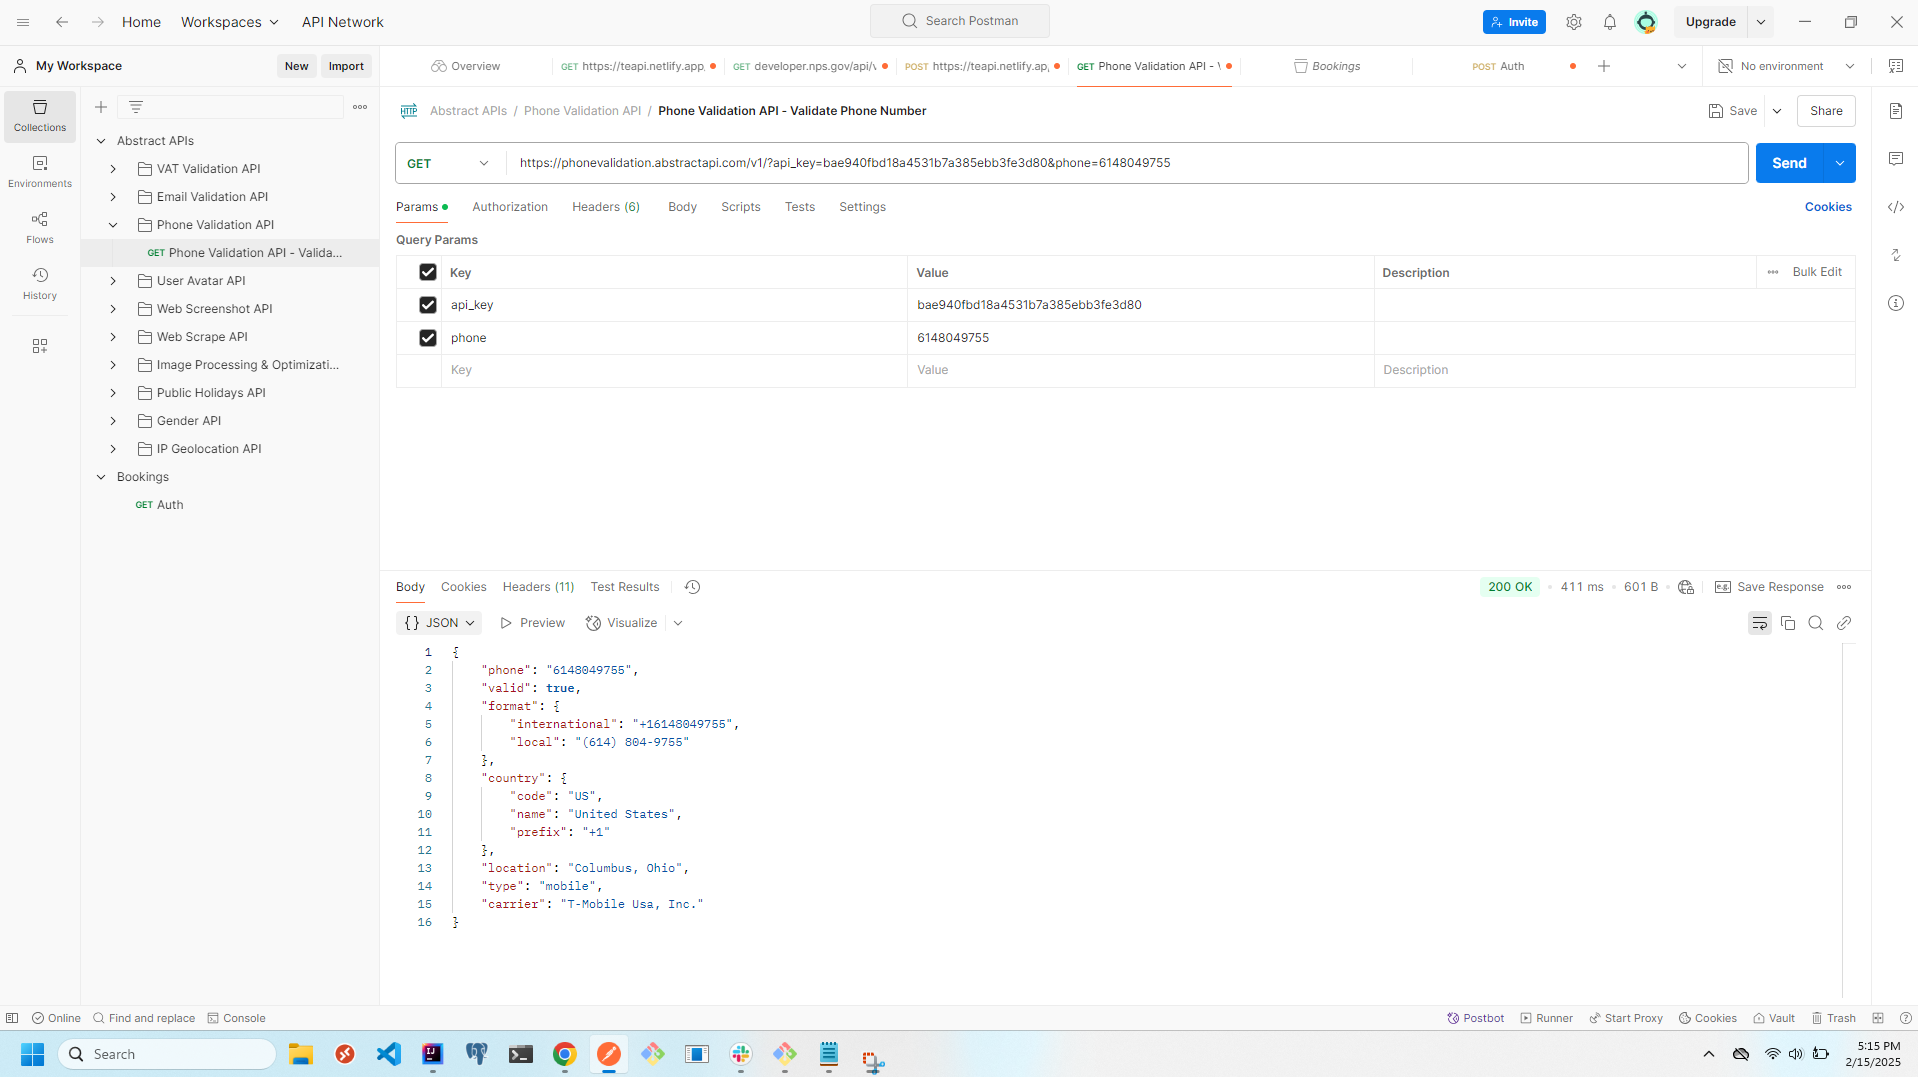 Home
Workspaces
API Network
Search Postman
Invite
Upgrade
My Workspace
New
Import
Overview
GET https://teapi.netlify.app,
GET developer.nps.gov/api/v
POST https://teapi.netlify.ap,
GET Phone Validation API - V
Bookings
POST Auth
No environment
Collections
Environments
Flows
History
Abstract APIs
VAT Validation API
Email Validation API
Phone Validation API
GET Phone Validation API - Valida...
User Avatar API
Web Screenshot API
Web Scrape API
Image Processing & Optimizati...
Public Holidays API
Gender API
IP Geolocation API
Bookings
GET Auth
HTTP
Abstract APIs / Phone Validation API / Phone Validation API - Validate Phone Number
Save
Share
GET
https://phonevalidation.abstractapi.com/v1/?api_key=bae940fbd18a4531b7a385ebb3fe3d80&phone=6148049755
Send
Params
Authorization
Headers (6)
Body
Scripts
Tests
Settings
Cookies
Query Params
Key Value Description Bulk Edit
api_key bae940fbd18a4531b7a385ebb3fe3d80
phone 6148049755
Key Value Description
Body
Cookies
Headers (11)
Test Results
200 OK
411 ms
601 B
e.g.
Save Response
{} JSON
Preview
Visualize
1 {
2 "phone": "6148049755",
3 "valid": true,
4 "format": {
5 "international": "+16148049755",
6 "local": "(614) 804-9755"
7 },
8 "country": {
9 "code": "US",
10 "name": "United States",
11 "prefix": "+1"
12 },
13 "location": "Columbus, Ohio",
14 "type": "mobile",
15 "carrier": "T-Mobile Usa, Inc."
16 }
Online
Find and replace
Console
Postbot
Runner
Start Proxy
Cookies
Vault
Trash
Search
5:15 PM
2/15/2025